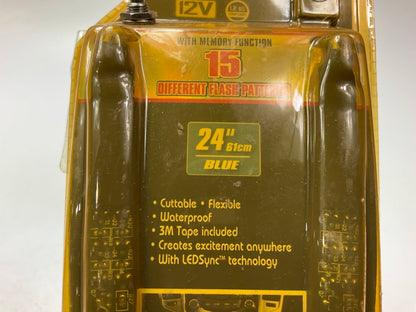 12V
WITH MEMORY FUNCTION
15
DIFFERENT FLASH PATTERNS
24" 61cm
BLUE
• Cuttable • Flexible
• Waterproof
• 3M Tape included
• Creates excitement anywhere
• With LEDSync™ technology